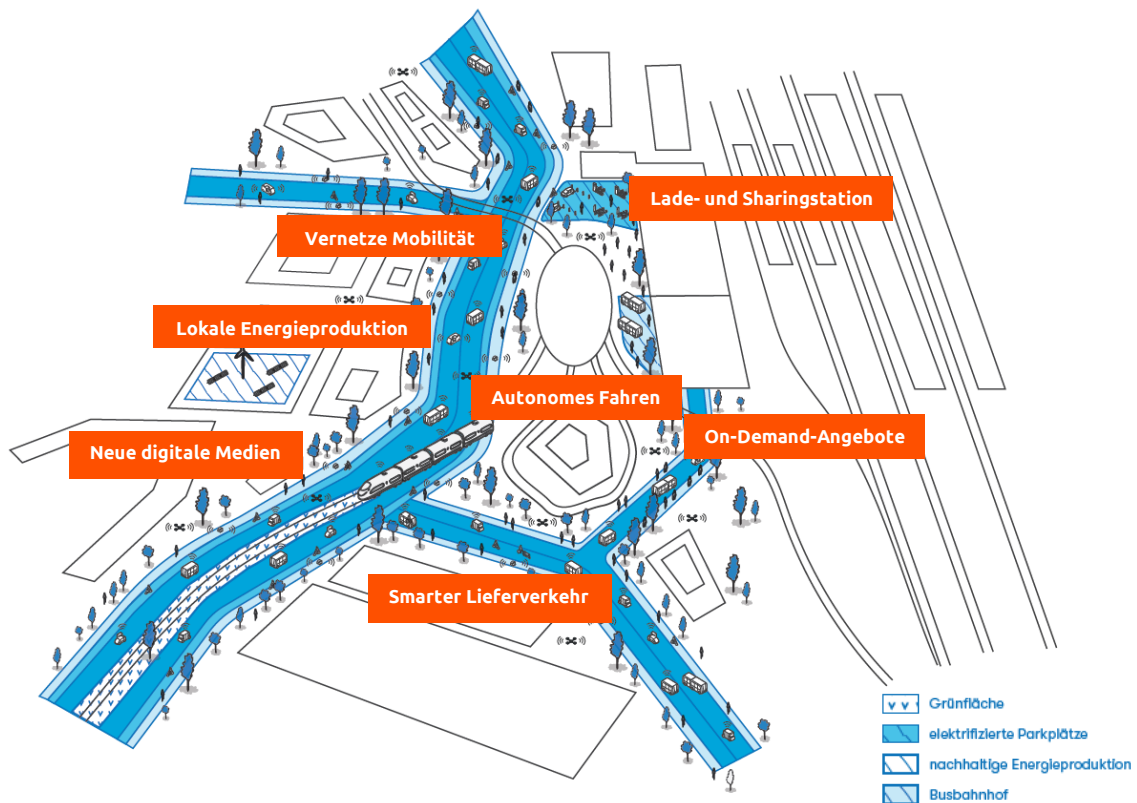 Lade- und Sharingstation
Vernetze Mobilität
Lokale Energieproduktion
Autonomes Fahren
On-Demand-Angebote
Neue digitale Medien
Smarter Lieferverkehr
Grünfläche
elektrifizierte Parkplätze
nachhaltige Energieproduktion
Busbahnhof